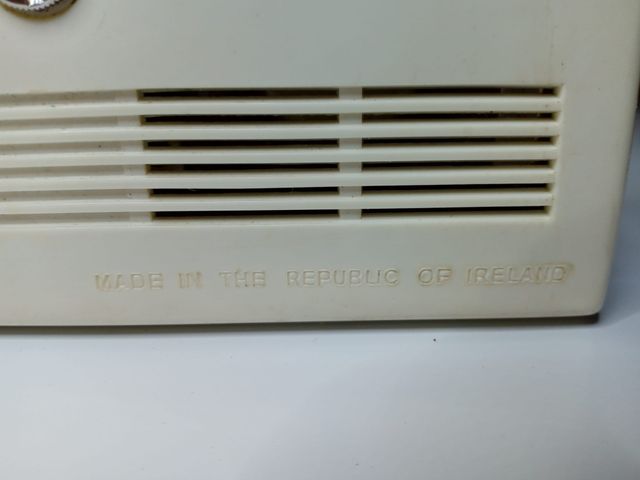 MADE IN THE REPUBLIC OF IRELAND